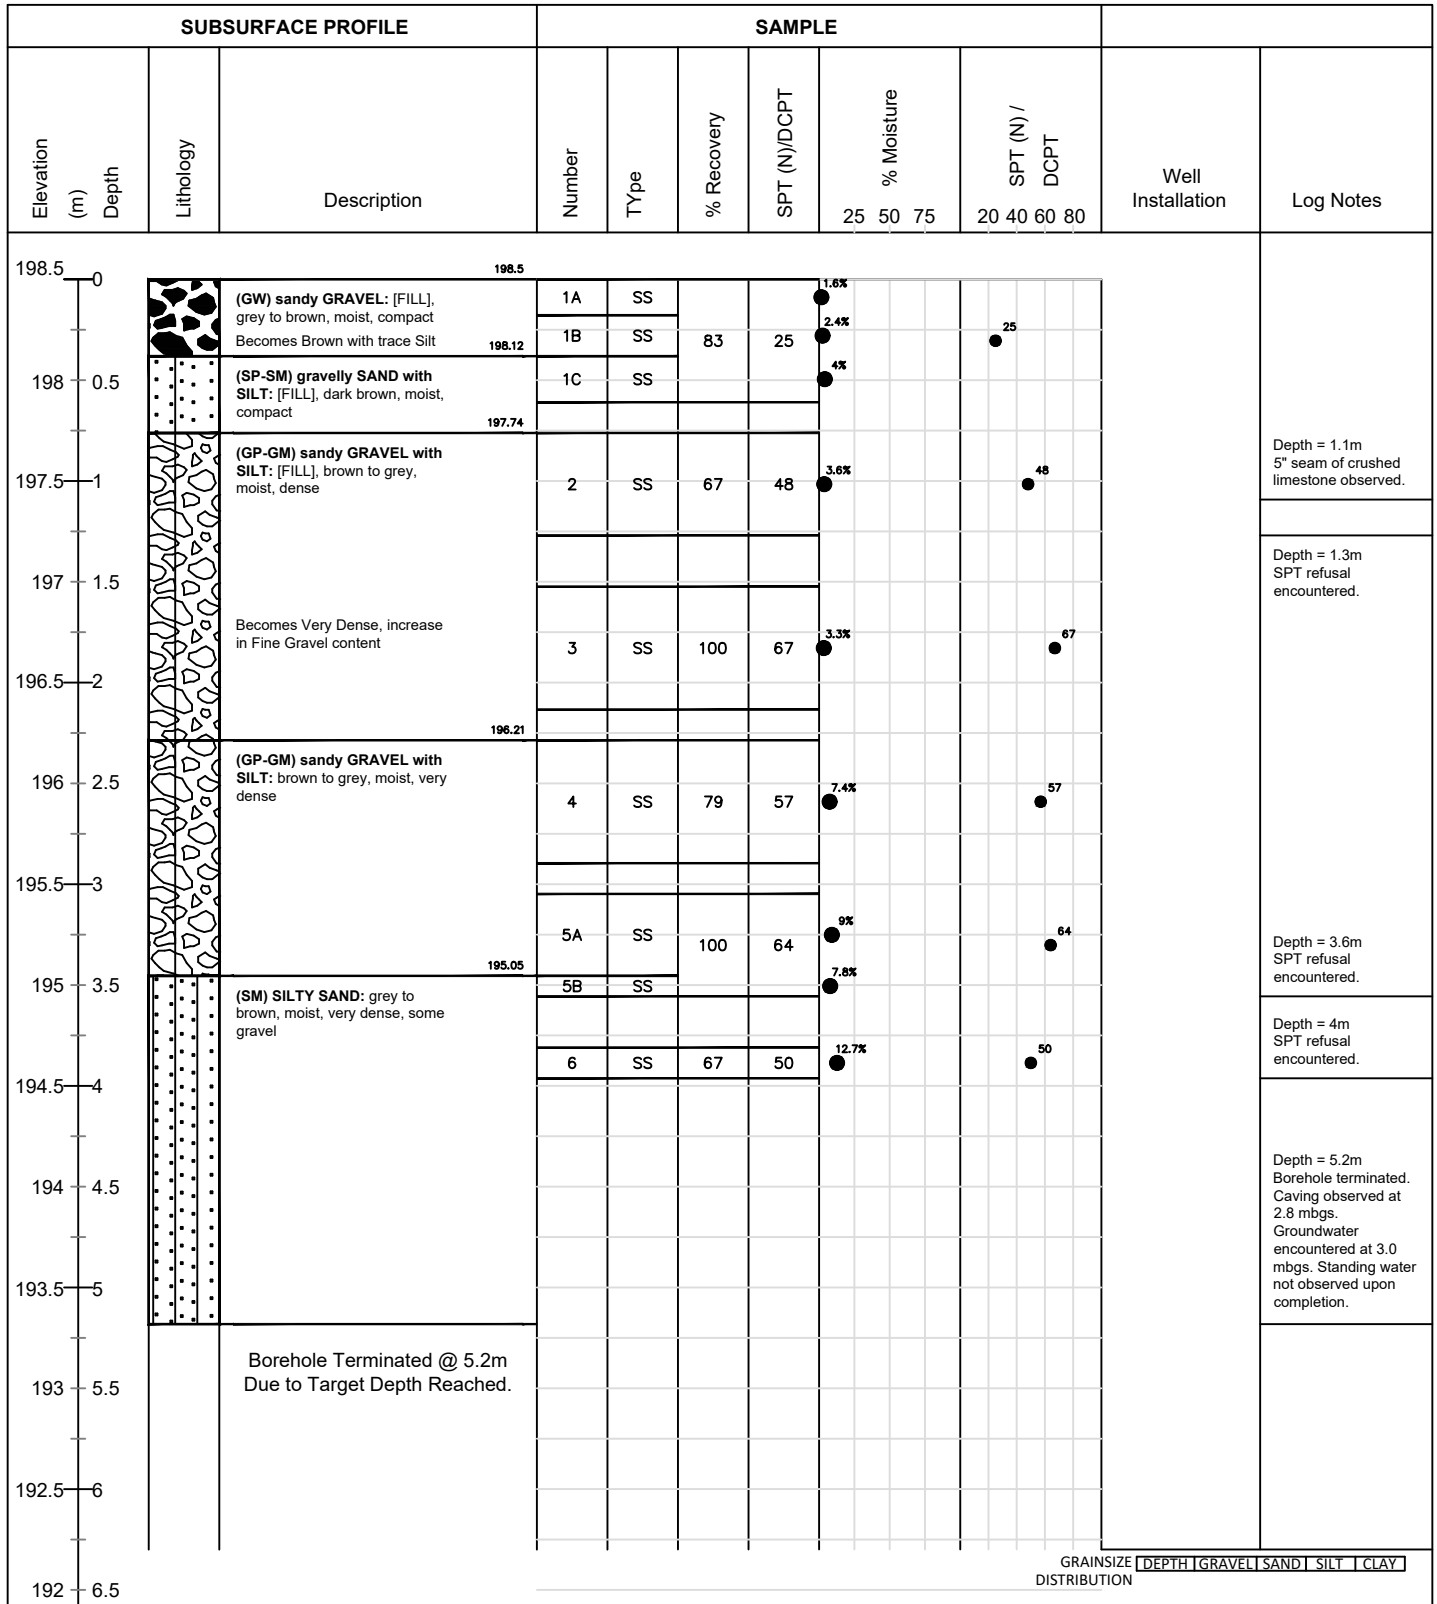 SUBSURFACE PROFILE
SAMPLE
Elevation
(m)
Depth
Lithology
Description
Number
TYpe
% Recovery
SPT (N)/DCPT
% Moisture
25 50 75
SPT (N) /
DCPT
20 40 60 80
Well
Installation
Log Notes
198.5 0
198.5
(GW) sandy GRAVEL: [FILL],
grey to brown, moist, compact
Becomes Brown with trace Silt
198.12
1A SS 1.6%
1B SS 83 25 2.4% 25
198 0.5
(SP-SM) gravelly SAND with
SILT: [FILL], dark brown, moist,
compact
197.74
1C SS 4%
(GP-GM) sandy GRAVEL with
SILT: [FILL], brown to grey,
moist, dense
197.5 1
2 SS 67 48 3.6% 48
Depth = 1.1m
5" seam of crushed
limestone observed.
Depth = 1.3m
SPT refusal
encountered.
197 1.5
Becomes Very Dense, increase
in Fine Gravel content
3 SS 100 67 3.3% 67
196.5 2
196.21
(GP-GM) sandy GRAVEL with
SILT: brown to grey, moist, very
dense
196 2.5
4 SS 79 57 7.4% 57
195.5 3
5A SS 100 64 9% 64
195.05
Depth = 3.6m
SPT refusal
encountered.
195 3.5
5B SS 7.8%
(SM) SILTY SAND: grey to
brown, moist, very dense, some
gravel
Depth = 4m
SPT refusal
encountered.
6 SS 67 50 12.7% 50
194.5 4
194 4.5
Depth = 5.2m
Borehole terminated.
Caving observed at
2.8 mbgs.
Groundwater
encountered at 3.0
mbgs. Standing water
not observed upon
completion.
193.5 5
Borehole Terminated @ 5.2m
Due to Target Depth Reached.
193 5.5
192.5 6
GRAINSIZE
DISTRIBUTION
DEPTH GRAVEL SAND SILT CLAY
192 6.5